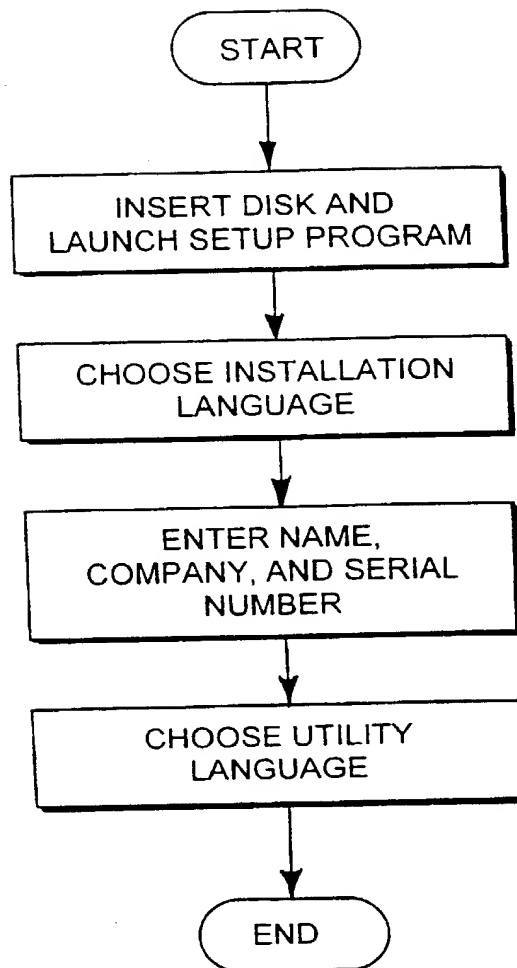 START
INSERT DISK AND
LAUNCH SETUP PROGRAM
CHOOSE INSTALLATION
LANGUAGE
ENTER NAME,
COMPANY, AND SERIAL
NUMBER
CHOOSE UTILITY
LANGUAGE
END